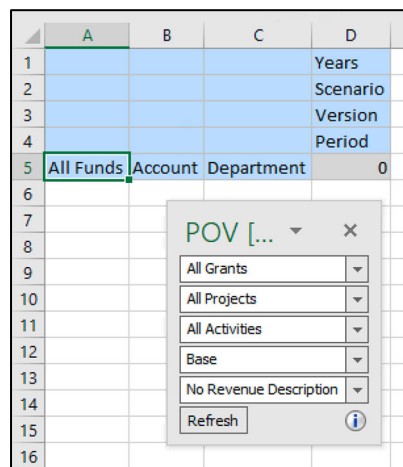 A B C D
1 Years
2 Scenario
3 Version
4 Period
5 All Funds Account Department 0
6
7
8
9
10
11
12
13
14
15
16
POV [...
All Grants
All Projects
All Activities
Base
No Revenue Description
Refresh